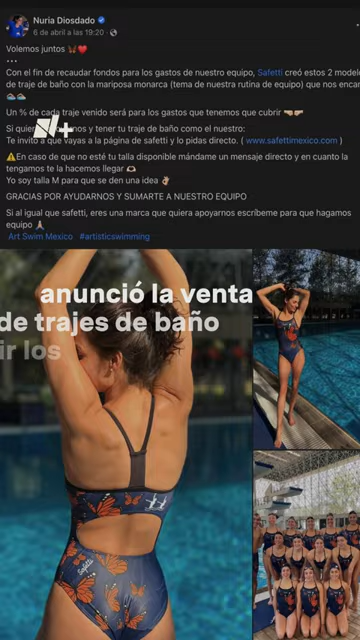 Nuria Diosdado
6 de abril a las 19:20
Volemos juntos
Con el fin de recaudar fondos para los gastos de nuestro equipo, Safetti creó estos 2 model
de traje de baño con la mariposa monarca (tema de nuestra rutina de equipo) que nos encar
Un % de cada traje venido será para los gastos que tenemos que cubrir
Si quie nos y tener tu traje de baño como el nuestro:
N+
Te invito a que vayas a la página de safetti y lo pidas directo. ( www.safettimexico.com )
En caso de que no esté tu talla disponible mándame un mensaje directo y en cuanto la
tengamos te la hacemos llegar
Yo soy talla M para que se den una idea
GRACIAS POR AYUDARNOS Y SUMARTE A NUESTRO EQUIPO
Si al igual que safetti, eres una marca que quiera apoyarnos escríbeme para que hagamos
equipo
Art Swim Mexico #artisticswimming
anunció la venta
de trajes de baño
ir los
Safetti